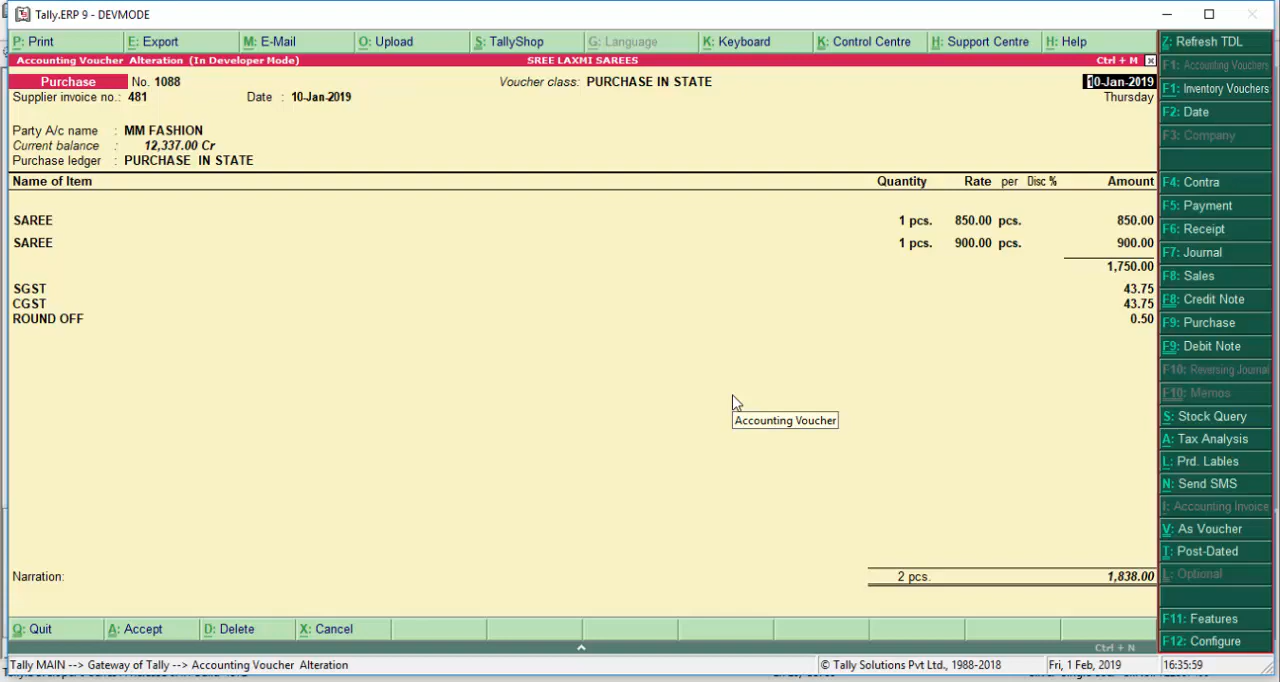 Tally.ERP 9 - DEVMODE
P: Print E: Export M: E-Mail O: Upload S: TallyShop G: Language K: Keyboard K: Control Centre H: Support Centre H: Help
Accounting Voucher Alteration (In Developer Mode) SREE LAXMI SAREES Ctrl + M
Purchase No. 1088 Voucher class: PURCHASE IN STATE 10-Jan-2019
Supplier invoice no.: 481 Date : 10-Jan-2019 Thursday
Party A/c name : MM FASHION
Current balance : 12,337.00 Cr
Purchase ledger : PURCHASE IN STATE
Name of Item Quantity Rate per Disc % Amount
SAREE 1 pcs. 850.00 pcs. 850.00
SAREE 1 pcs. 900.00 pcs. 900.00
1,750.00
SGST 43.75
CGST 43.75
ROUND OFF 0.50
Accounting Voucher
Narration: 2 pcs. 1,838.00
Q: Quit A: Accept D: Delete X: Cancel
Ctrl + N
Z: Refresh TDL
F1: Accounting Vouchers
F1: Inventory Vouchers
F2: Date
F3: Company
F4: Contra
F5: Payment
F6: Receipt
F7: Journal
F8: Sales
F8: Credit Note
F9: Purchase
F9: Debit Note
F10: Reversing Journal
F10: Memos
S: Stock Query
A: Tax Analysis
L: Prd. Lables
N: Send SMS
I: Accounting Invoice
V: As Voucher
T: Post-Dated
L: Optional
F11: Features
F12: Configure
Tally MAIN --> Gateway of Tally --> Accounting Voucher Alteration © Tally Solutions Pvt Ltd., 1988-2018 Fri, 1 Feb, 2019 16:35:59